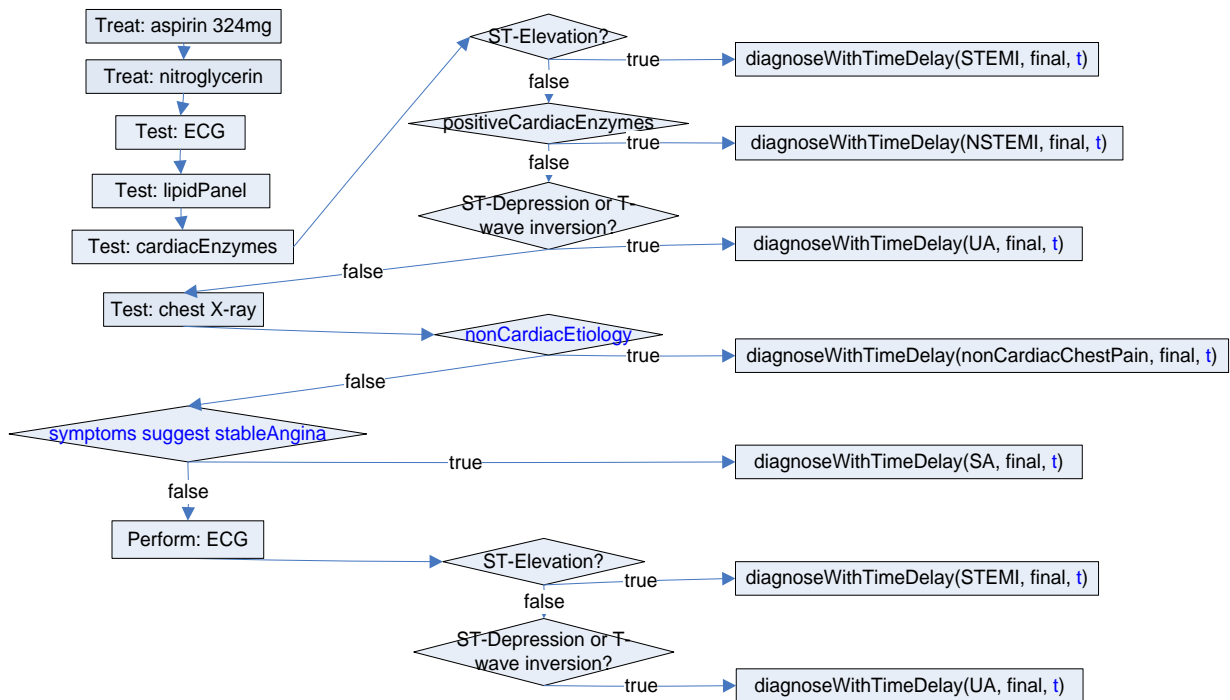 Treat: aspirin 324mg
Treat: nitroglycerin
Test: ECG
Test: lipidPanel
Test: cardiacEnzymes
ST-Elevation?
true
diagnoseWithTimeDelay(STEMI, final, t)
false
positiveCardiacEnzymes
true
diagnoseWithTimeDelay(NSTEMI, final, t)
false
ST-Depression or T-
wave inversion?
true
diagnoseWithTimeDelay(UA, final, t)
false
Test: chest X-ray
nonCardiacEtiology
true
diagnoseWithTimeDelay(nonCardiacChestPain, final, t)
false
symptoms suggest stableAngina
true
diagnoseWithTimeDelay(SA, final, t)
false
Perform: ECG
ST-Elevation?
true
diagnoseWithTimeDelay(STEMI, final, t)
false
ST-Depression or T-
wave inversion?
true
diagnoseWithTimeDelay(UA, final, t)